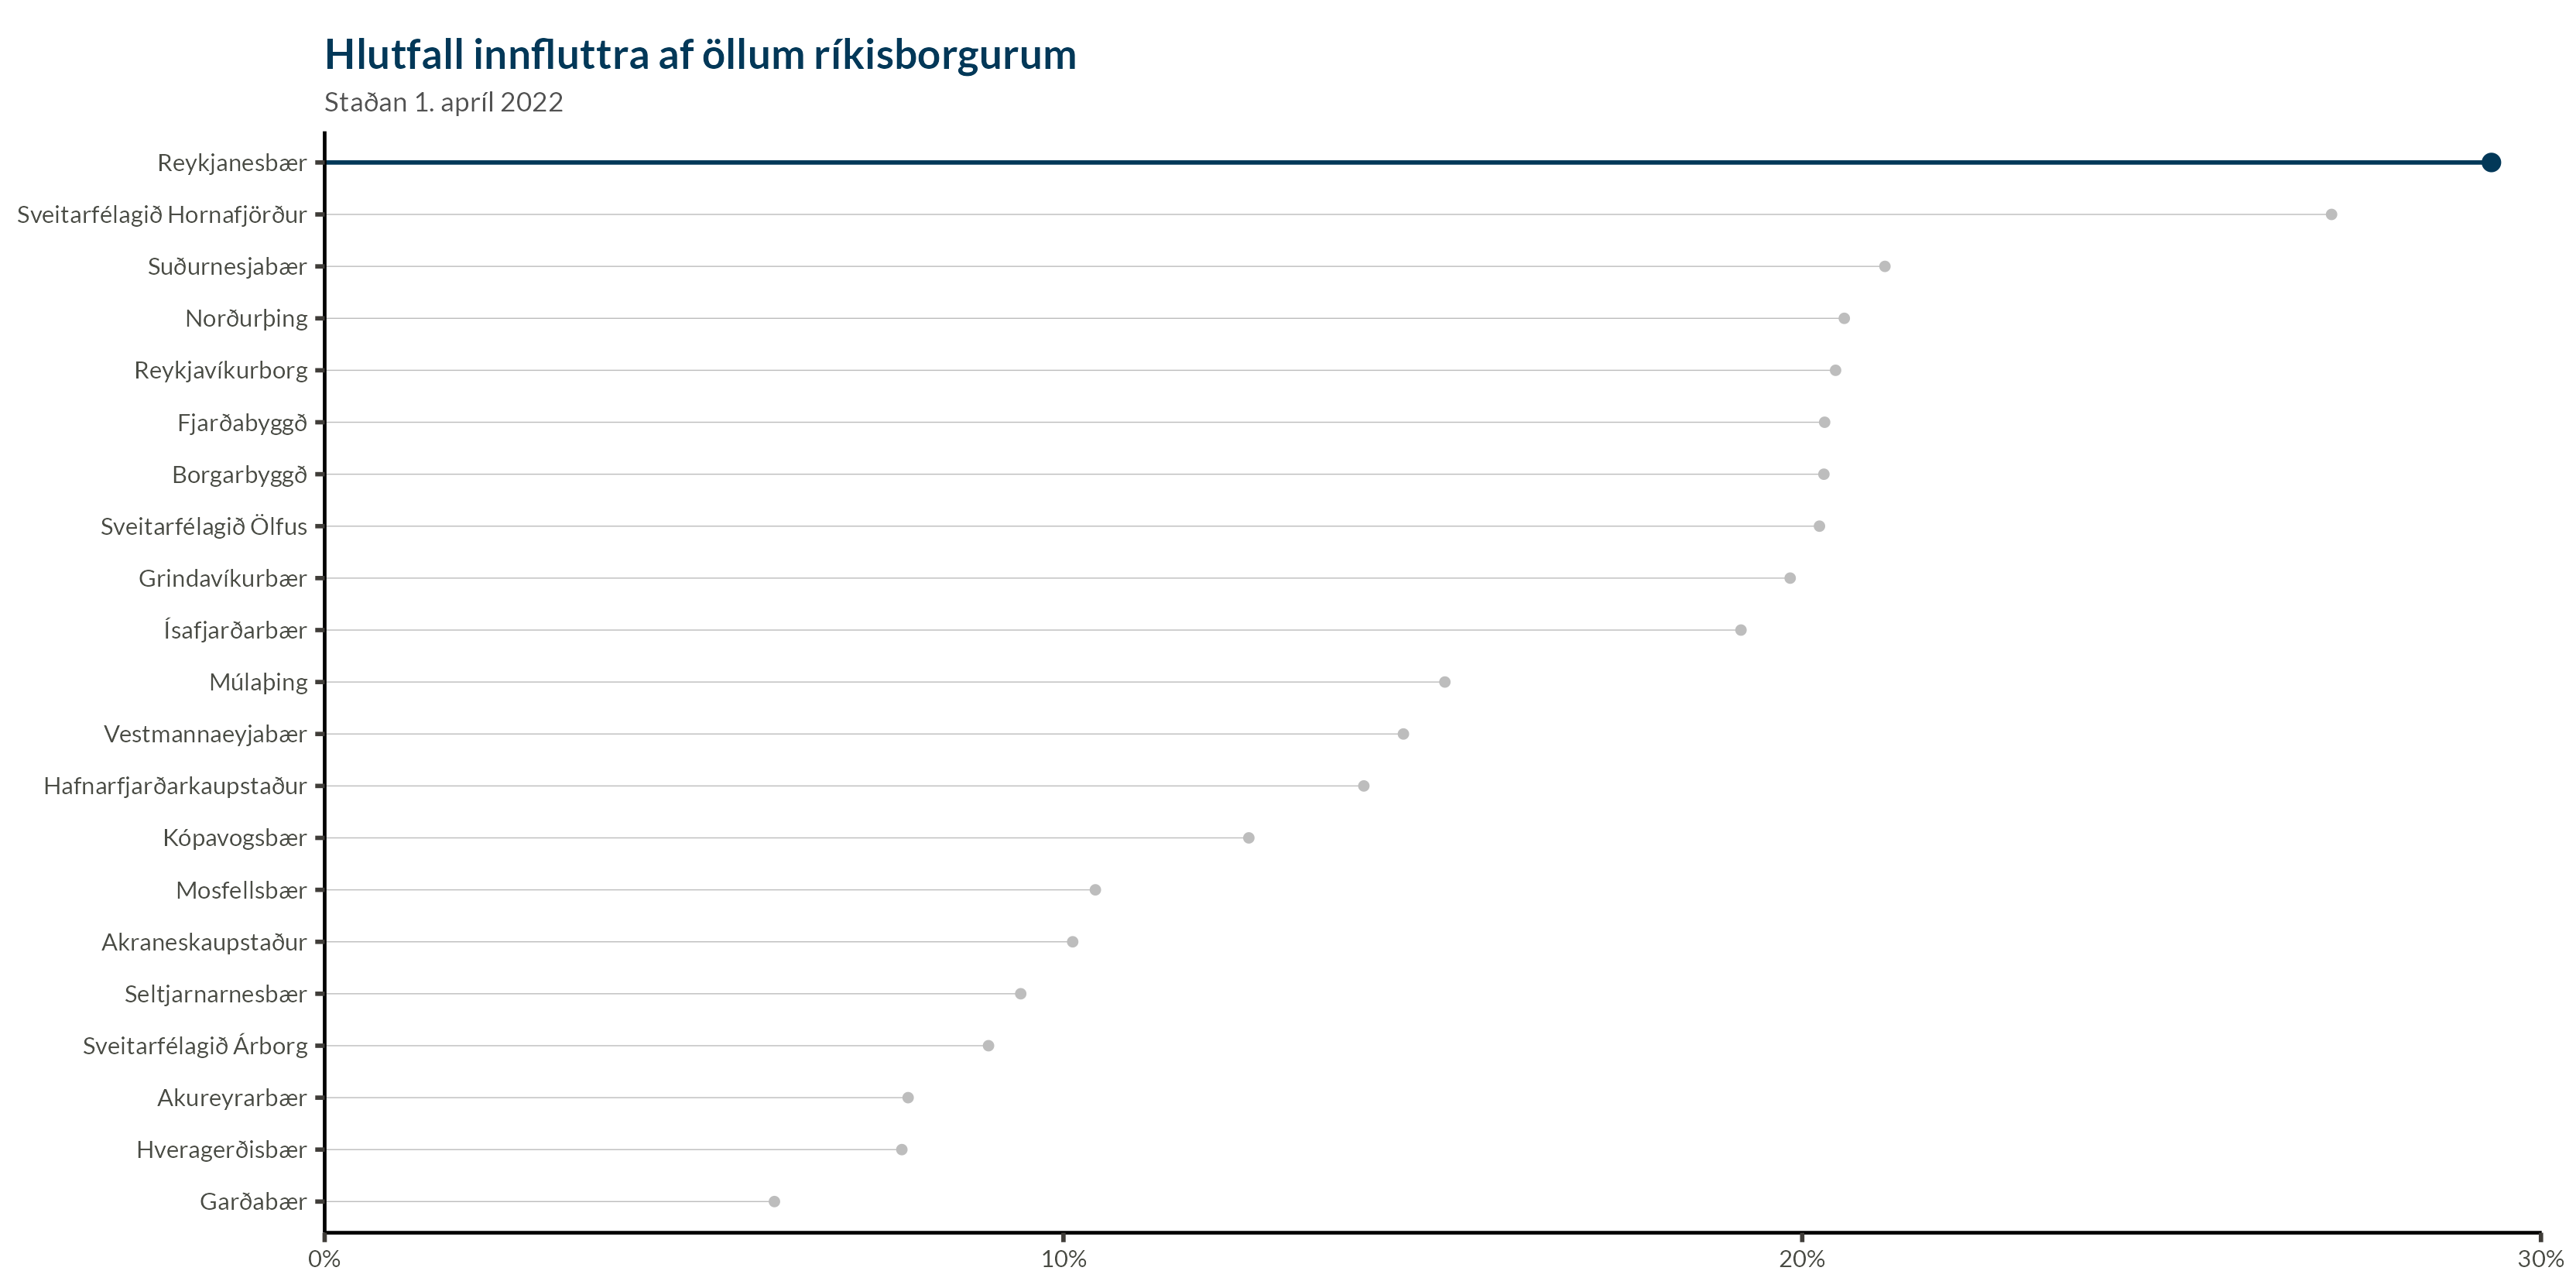 Hlutfall innfluttra af öllum ríkisborgurum
Staðan 1. apríl 2022
Reykjanesbær
Sveitarfélagið Hornafjörður
Suðurnesjabær
Norðurþing
Reykjavíkurborg
Fjarðabyggð
Borgarbyggð
Sveitarfélagið Ölfus
Grindavíkurbær
Ísafjarðarbær
Múlaþing
Vestmannaeyjabær
Hafnarfjarðarkaupstaður
Kópavogsbær
Mosfellsbær
Akraneskaupstaður
Seltjarnarnesbær
Sveitarfélagið Árborg
Akureyrarbær
Hveragerðisbær
Garðabær
0% 10% 20% 30%